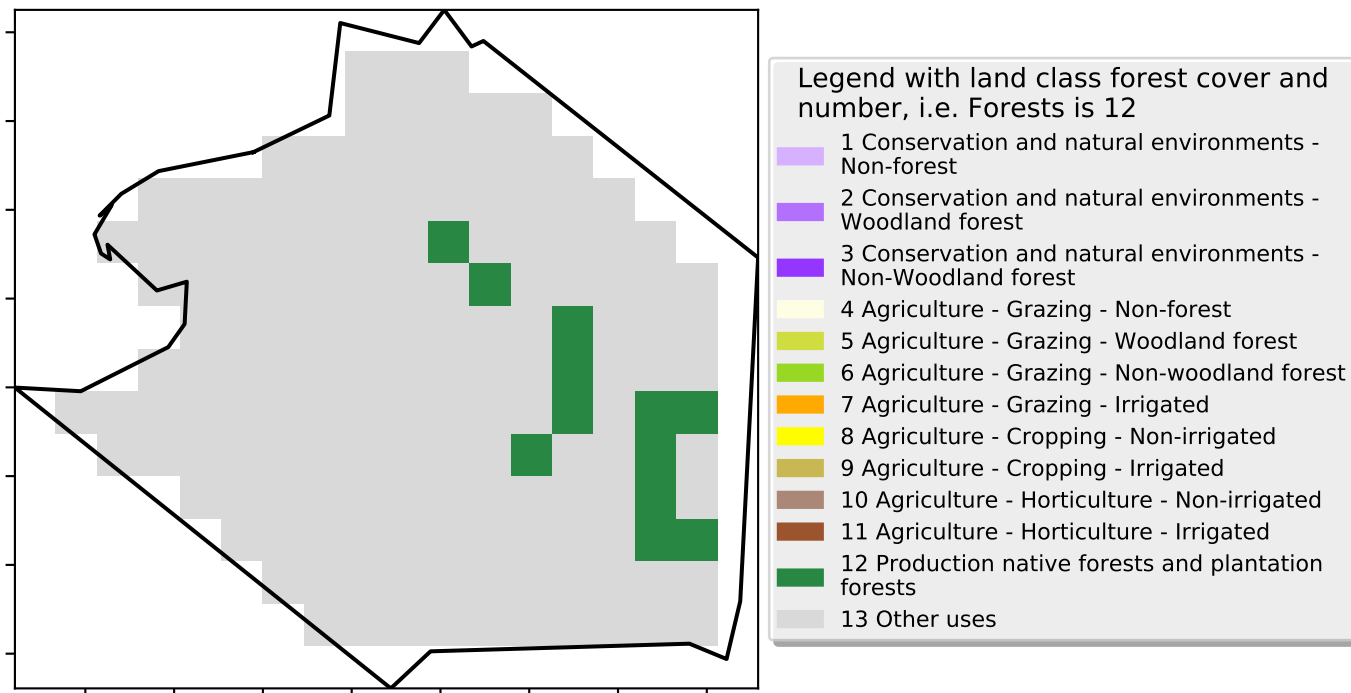 Legend with land class forest cover and
number, i.e. Forests is 12
1 Conservation and natural environments -
Non-forest
2 Conservation and natural environments -
Woodland forest
3 Conservation and natural environments -
Non-Woodland forest
4 Agriculture - Grazing - Non-forest
5 Agriculture - Grazing - Woodland forest
6 Agriculture - Grazing - Non-woodland forest
7 Agriculture - Grazing - Irrigated
8 Agriculture - Cropping - Non-irrigated
9 Agriculture - Cropping - Irrigated
10 Agriculture - Horticulture - Non-irrigated
11 Agriculture - Horticulture - Irrigated
12 Production native forests and plantation
forests
13 Other uses